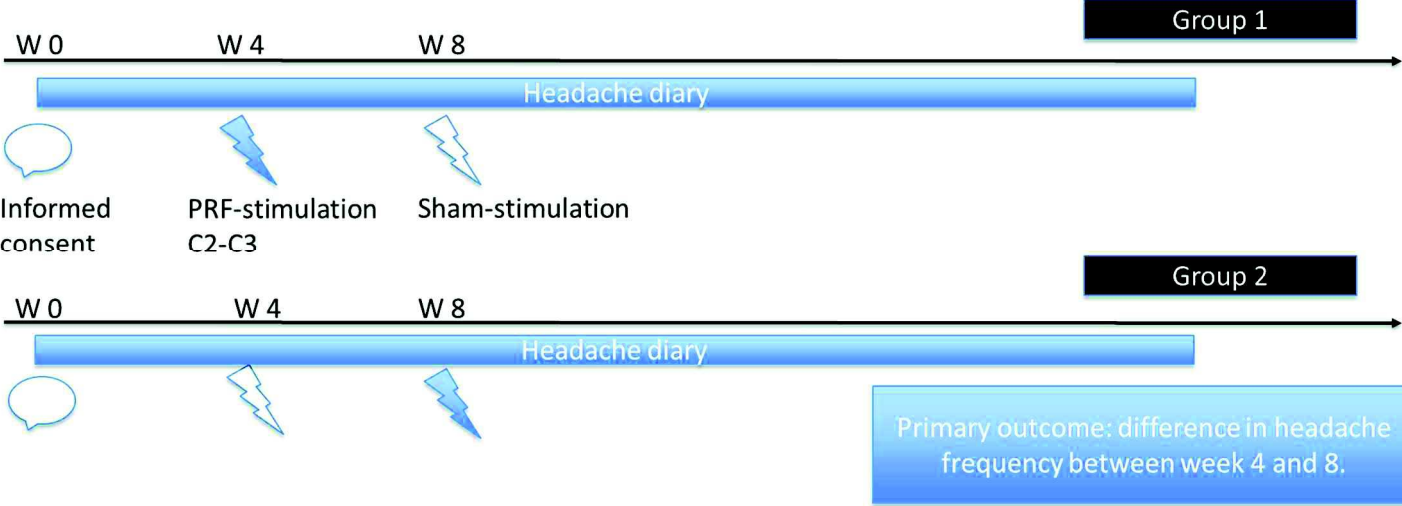 Group 1
W 0 W 4 W 8
Headache diary
Informed
consent
PRF-stimulation
C2-C3
Sham-stimulation
Group 2
W 0 W 4 W 8
Headache diary
Primary outcome: difference in headache
frequency between week 4 and 8.